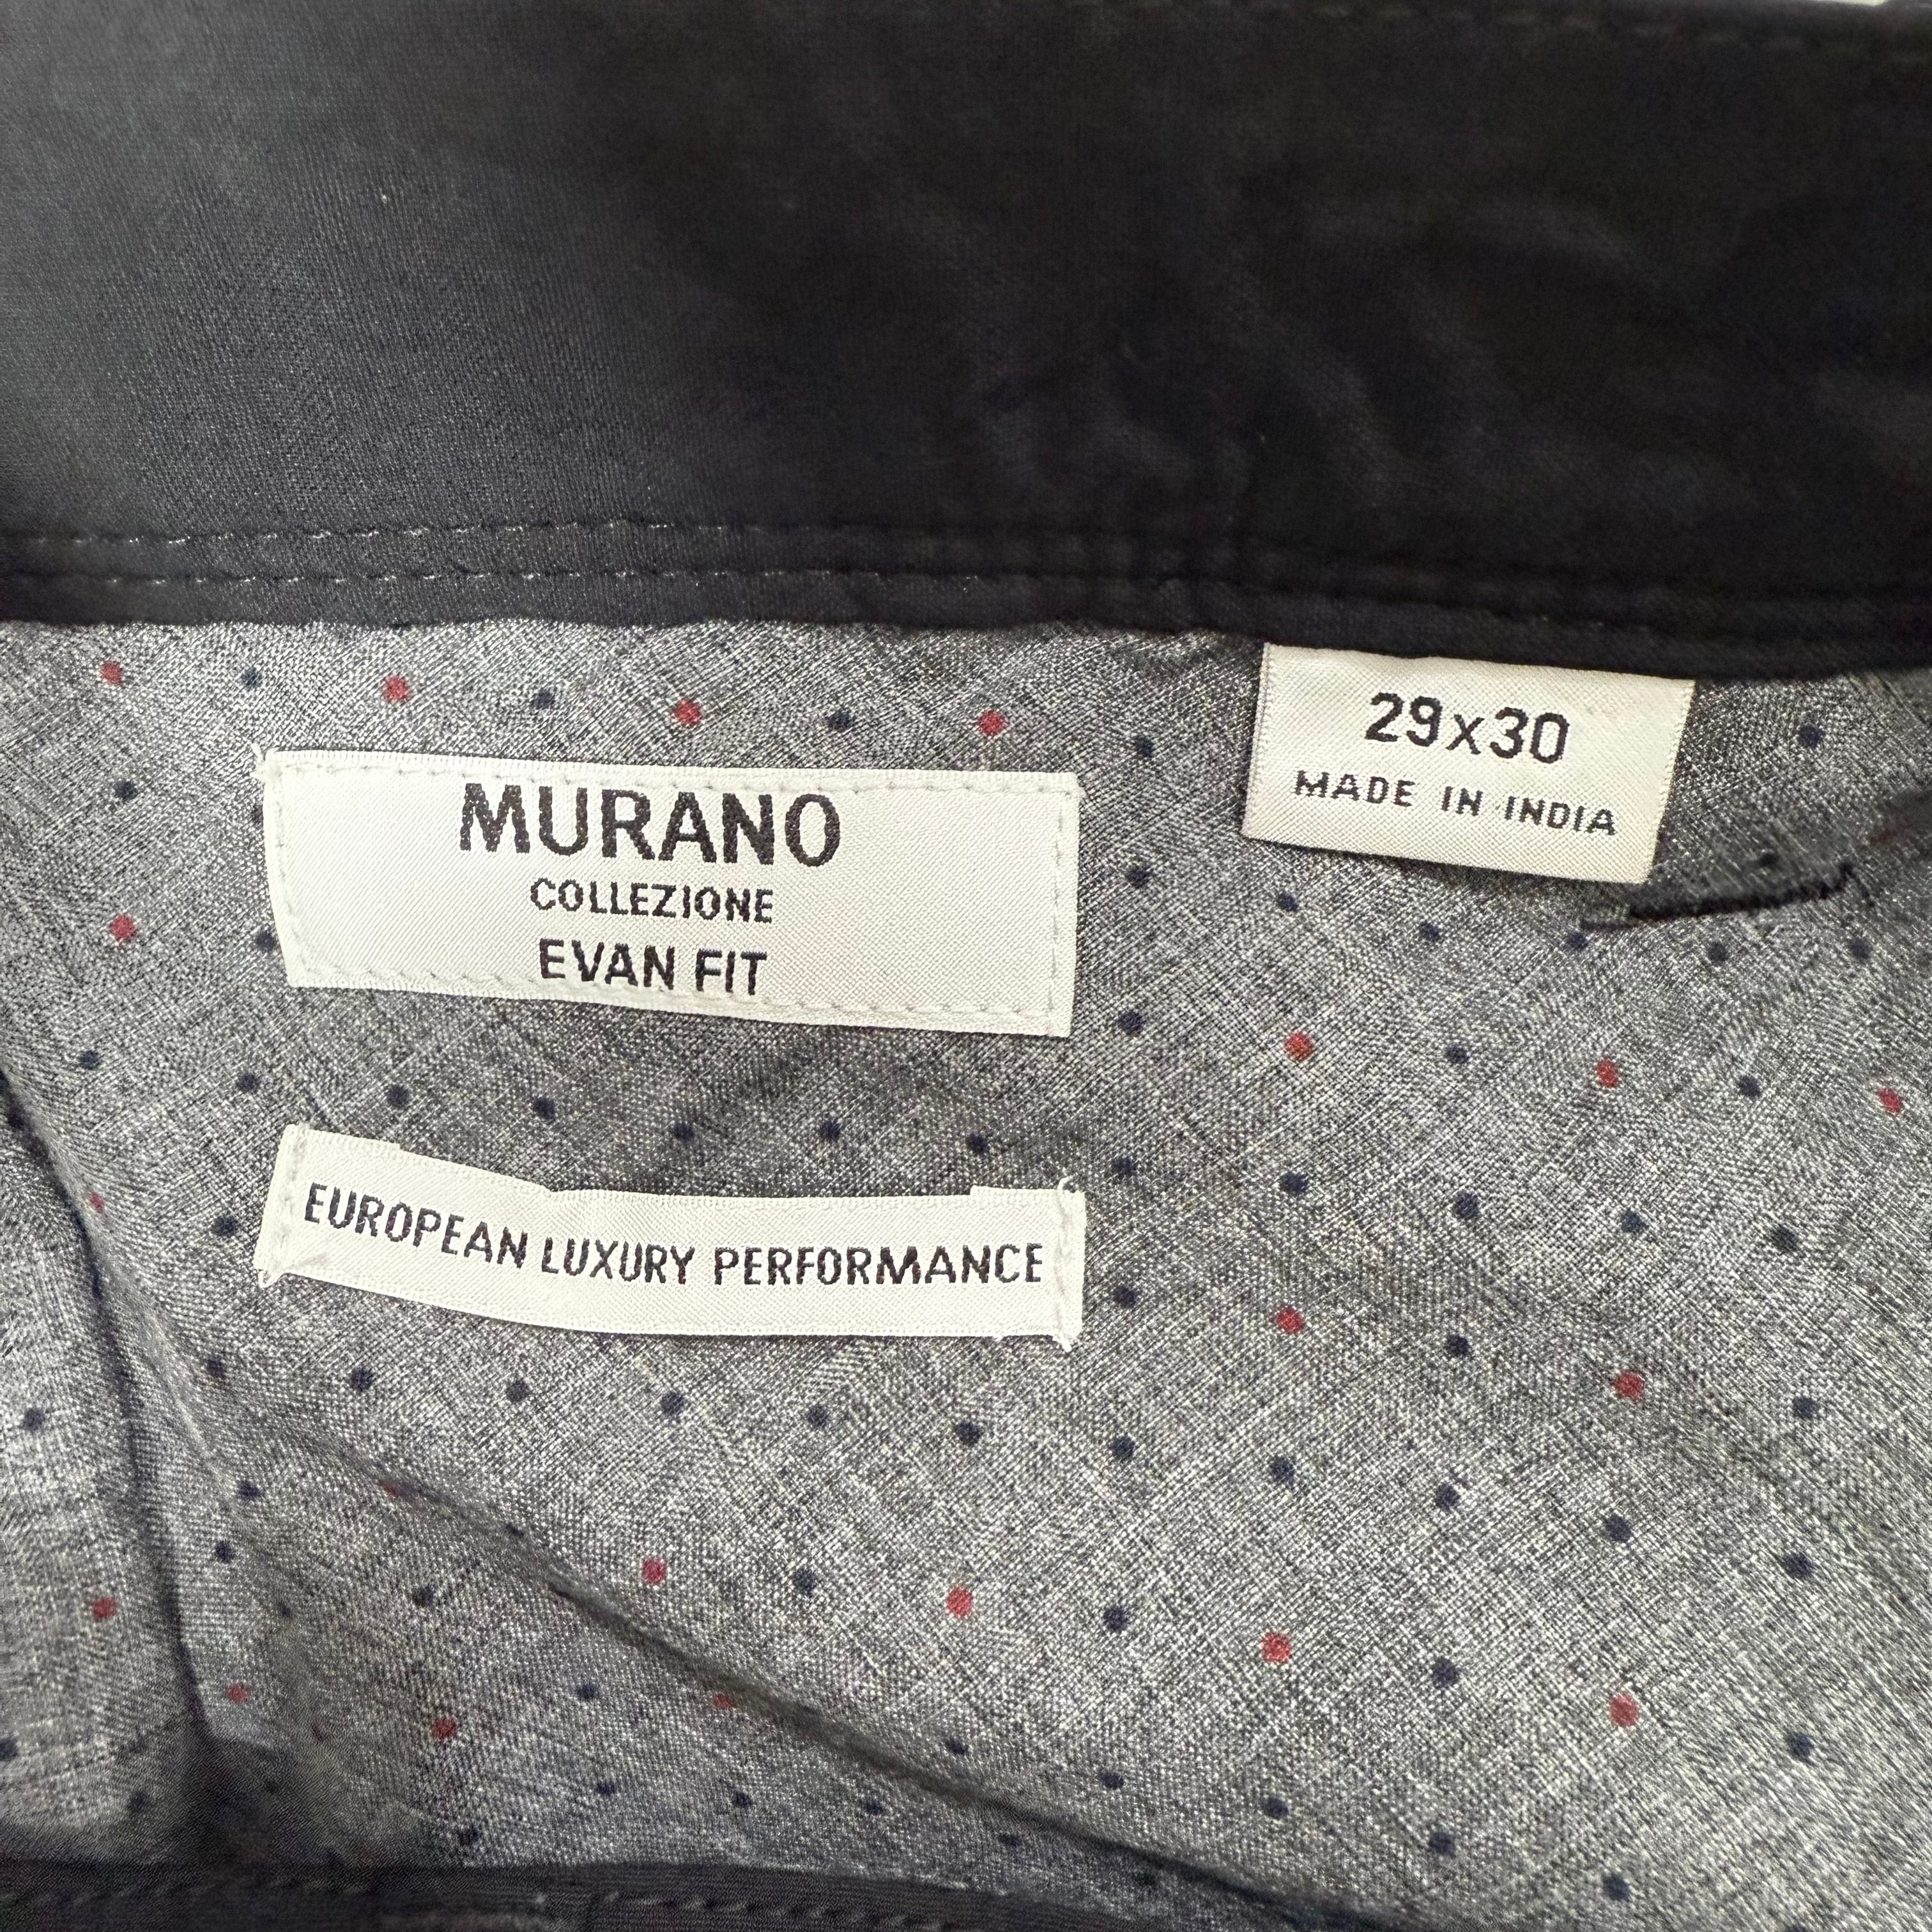 MURANO
COLLEZIONE
EVAN FIT
29x30
MADE IN INDIA
EUROPEAN LUXURY PERFORMANCE